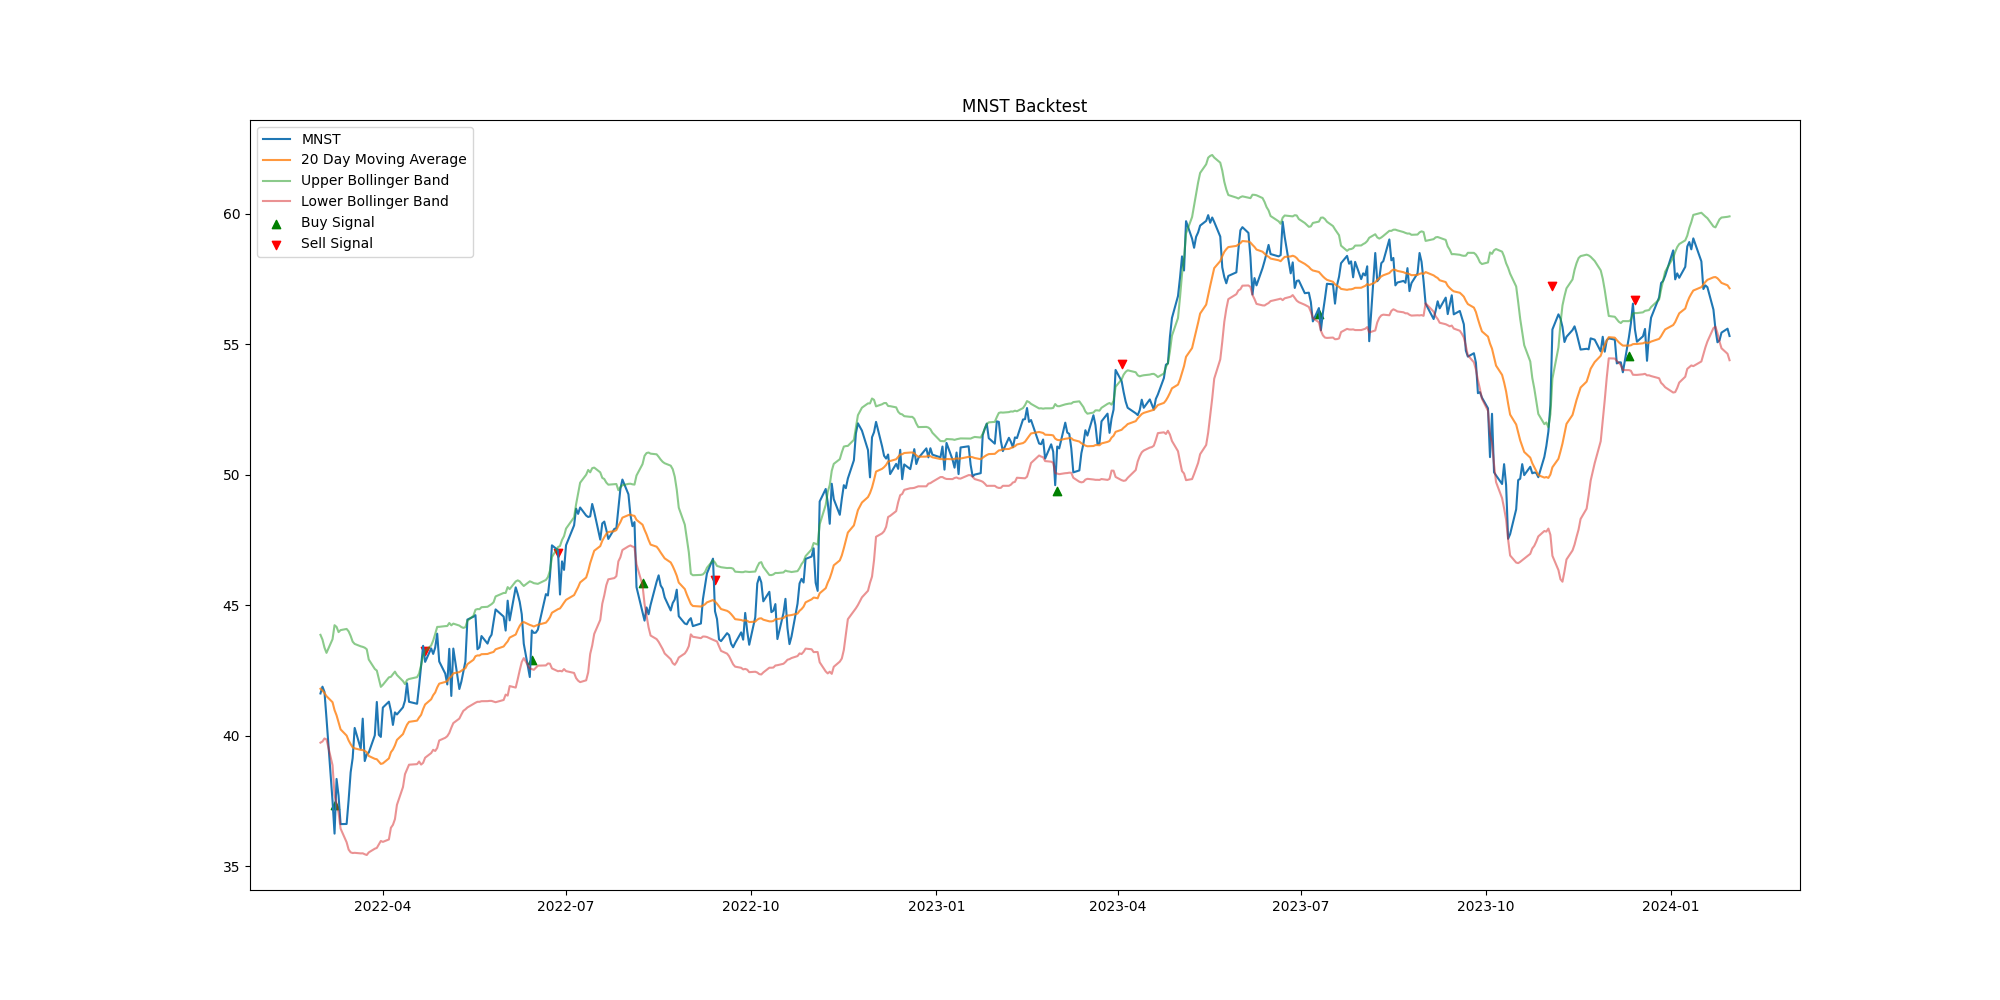 MNST Backtest
MNST
20 Day Moving Average
Upper Bollinger Band
Lower Bollinger Band
Buy Signal
Sell Signal
60
55
50
45
40
35
2022-04 2022-07 2022-10 2023-01 2023-04 2023-07 2023-10 2024-01